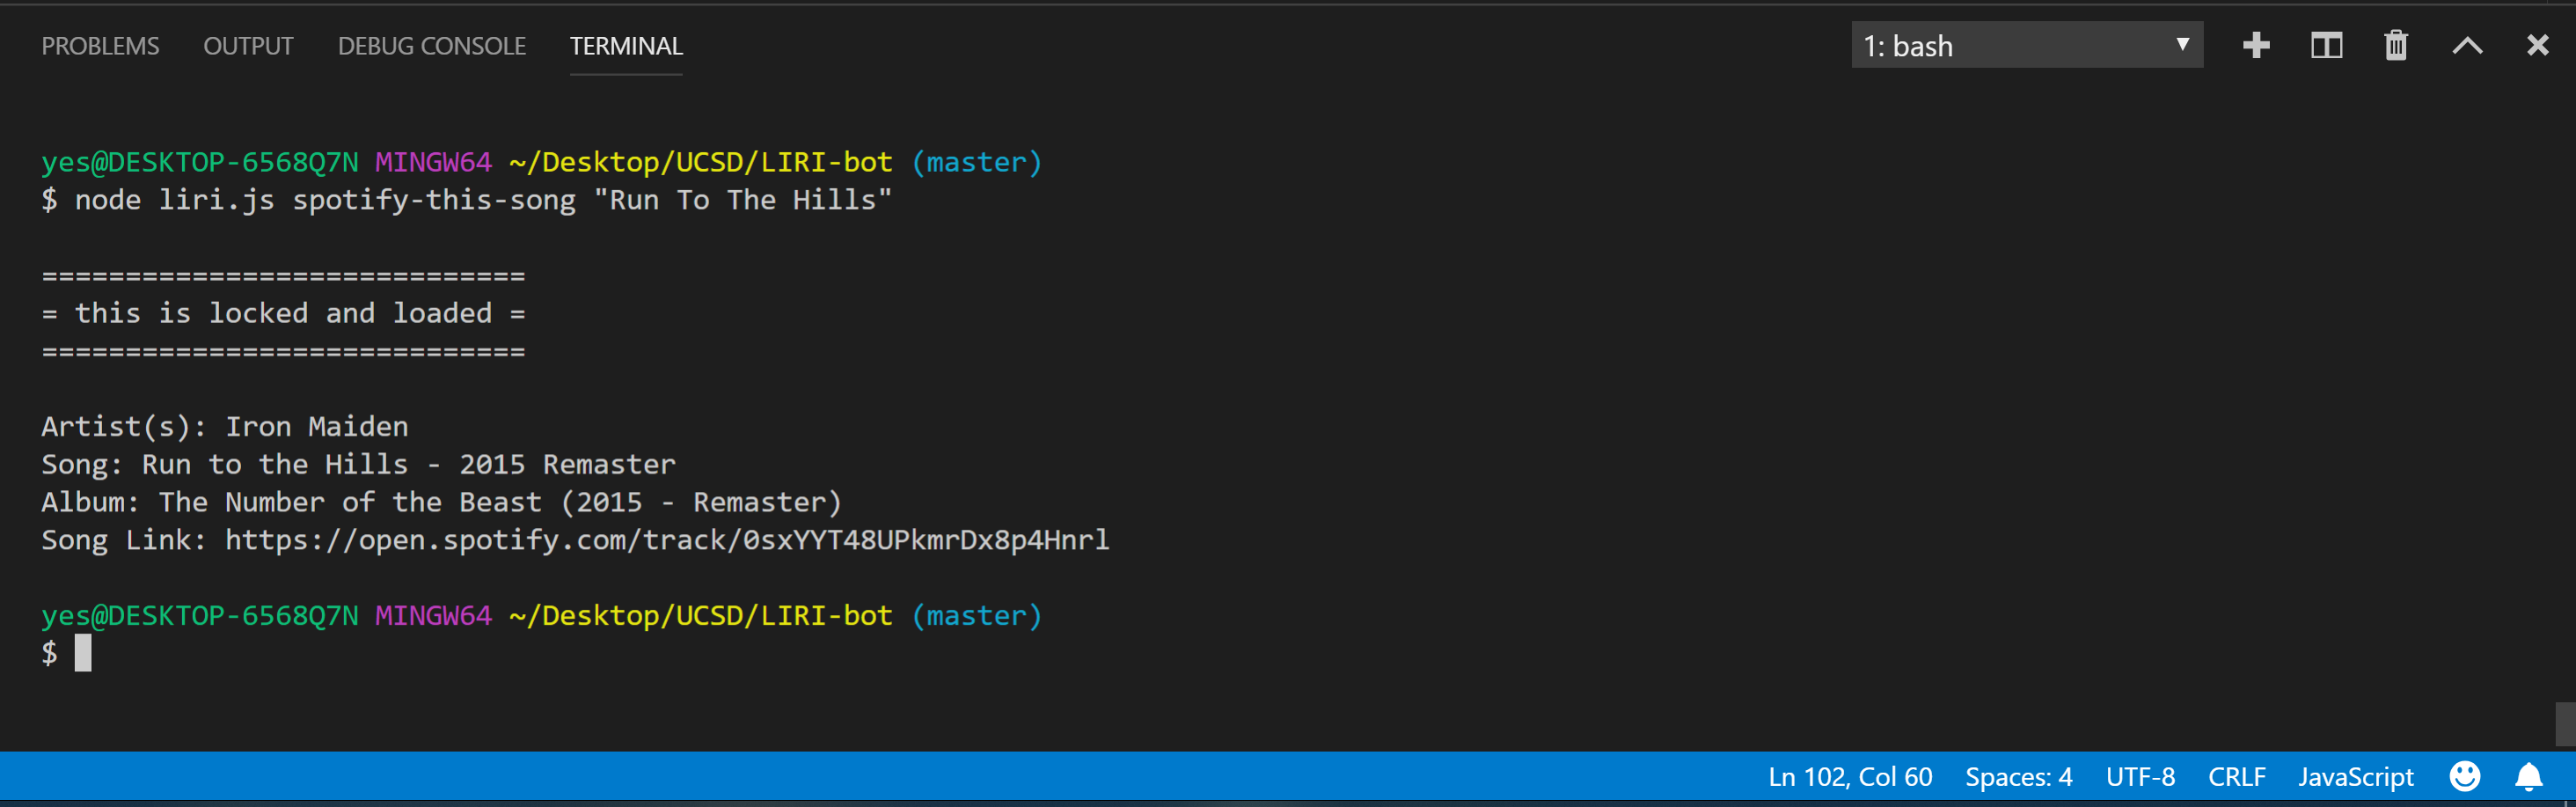 PROBLEMS OUTPUT DEBUG CONSOLE TERMINAL 1: bash
yes@DESKTOP-6568Q7N MINGW64 ~/Desktop/UCSD/LIRI-bot (master)
$ node liri.js spotify-this-song "Run To The Hills"
=============================
= this is locked and loaded =
=============================
Artist(s): Iron Maiden
Song: Run to the Hills - 2015 Remaster
Album: The Number of the Beast (2015 - Remaster)
Song Link: https://open.spotify.com/track/0sxYYT48UPkmrDx8p4Hnrl
yes@DESKTOP-6568Q7N MINGW64 ~/Desktop/UCSD/LIRI-bot (master)
$
Ln 102, Col 60 Spaces: 4 UTF-8 CRLF JavaScript